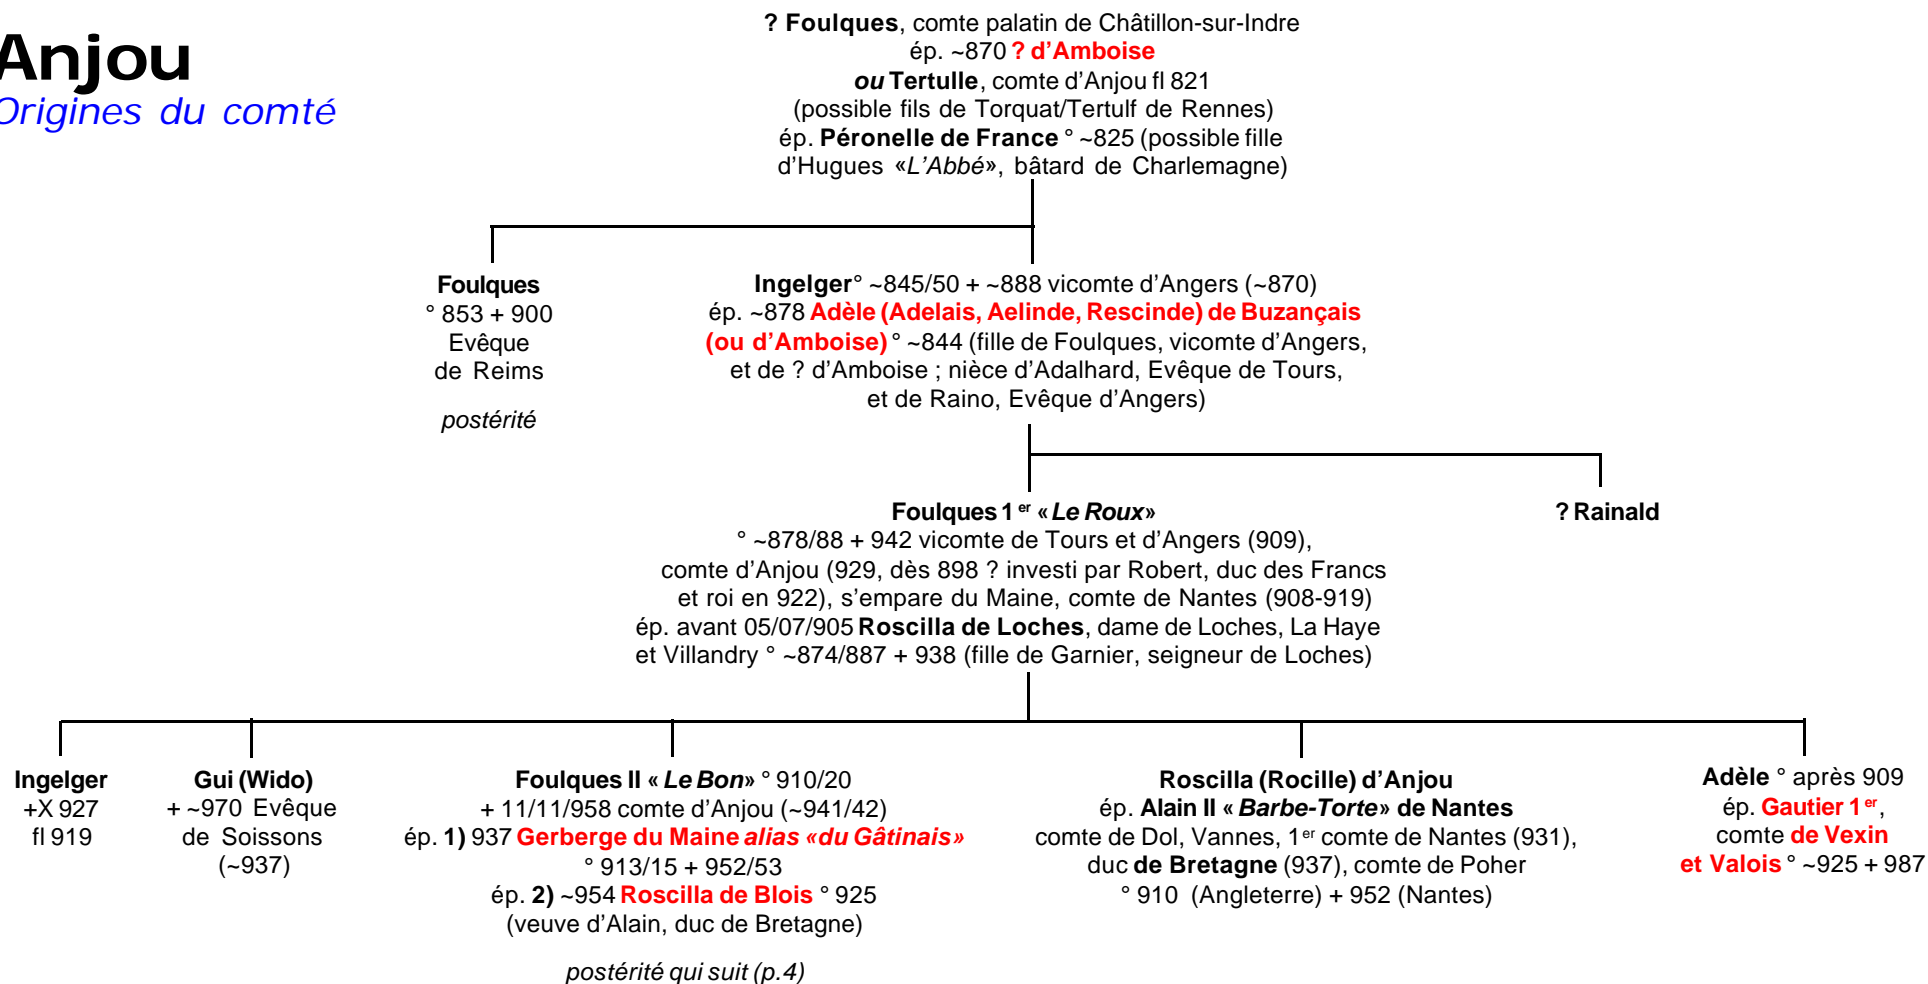 Anjou
Origines du comté
? Foulques, comte palatin de Châtillon-sur-Indre
ép. ~870 ? d’Amboise
ou Tertulle, comte d’Anjou fl 821
(possible fils de Torquat/Tertulf de Rennes)
ép. Péronelle de France ° ~825 (possible fille
d’Hugues «L’Abbé», bâtard de Charlemagne)
Foulques
° 853 + 900
Evêque
de Reims
postérité
Ingelger° ~845/50 + ~888 vicomte d’Angers (~870)
ép. ~878 Adèle (Adelais, Aelinde, Rescinde) de Buzançais
(ou d’Amboise) ° ~844 (fille de Foulques, vicomte d’Angers,
et de ? d’Amboise ; nièce d’Adalhard, Evêque de Tours,
et de Raino, Evêque d’Angers)
Foulques 1er «Le Roux»
° ~878/88 + 942 vicomte de Tours et d’Angers (909),
comte d’Anjou (929, dès 898 ? investi par Robert, duc des Francs
et roi en 922), s’empare du Maine, comte de Nantes (908-919)
ép. avant 05/07/905 Roscilla de Loches, dame de Loches, La Haye
et Villandry ° ~874/887 + 938 (fille de Garnier, seigneur de Loches)
? Rainald
Ingelger
+X 927
fl 919
Gui (Wido)
+ ~970 Evêque
de Soissons
(~937)
Foulques II «Le Bon» ° 910/20
+ 11/11/958 comte d’Anjou (~941/42)
ép. 1) 937 Gerberge du Maine alias «du Gâtinais»
° 913/15 + 952/53
ép. 2) ~954 Roscilla de Blois ° 925
(veuve d’Alain, duc de Bretagne)
postérité qui suit (p.4)
Roscilla (Rocille) d’Anjou
ép. Alain II «Barbe-Torte» de Nantes
comte de Dol, Vannes, 1er comte de Nantes (931),
duc de Bretagne (937), comte de Poher
° 910 (Angleterre) + 952 (Nantes)
Adèle ° après 909
ép. Gautier 1er,
comte de Vexin
et Valois ° ~925 + 987